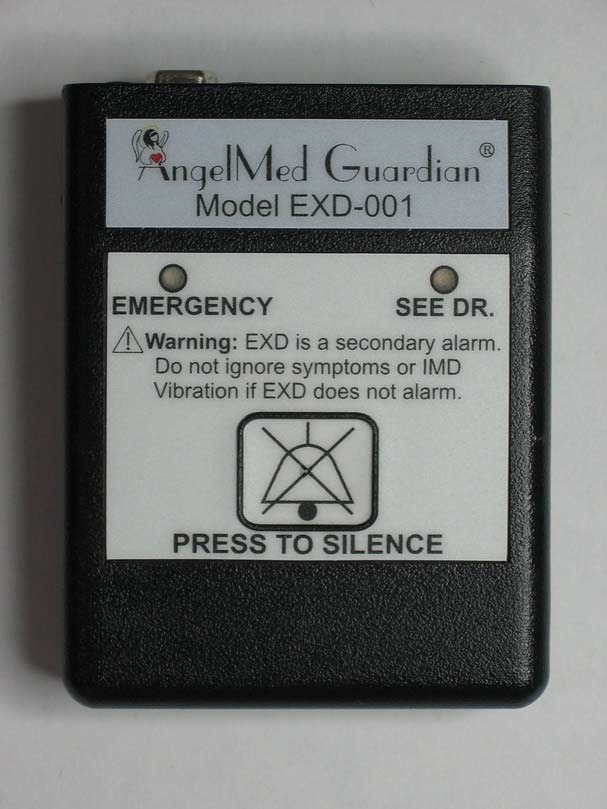 AngelMed Guardian®
Model EXD-001
EMERGENCY SEE DR.
Warning: EXD is a secondary alarm.
Do not ignore symptoms or IMD
Vibration if EXD does not alarm.
PRESS TO SILENCE